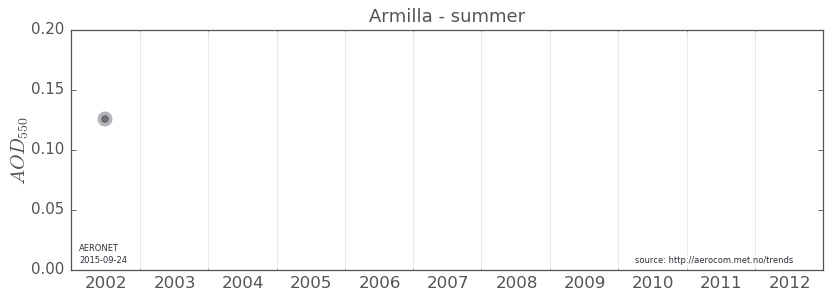 Armilla - summer
0.20
0.15
0.10
0.05
0.00
AOD550
AERONET
2015-09-24
source: http://aerocom.met.no/trends
2002 2003 2004 2005 2006 2007 2008 2009 2010 2011 2012